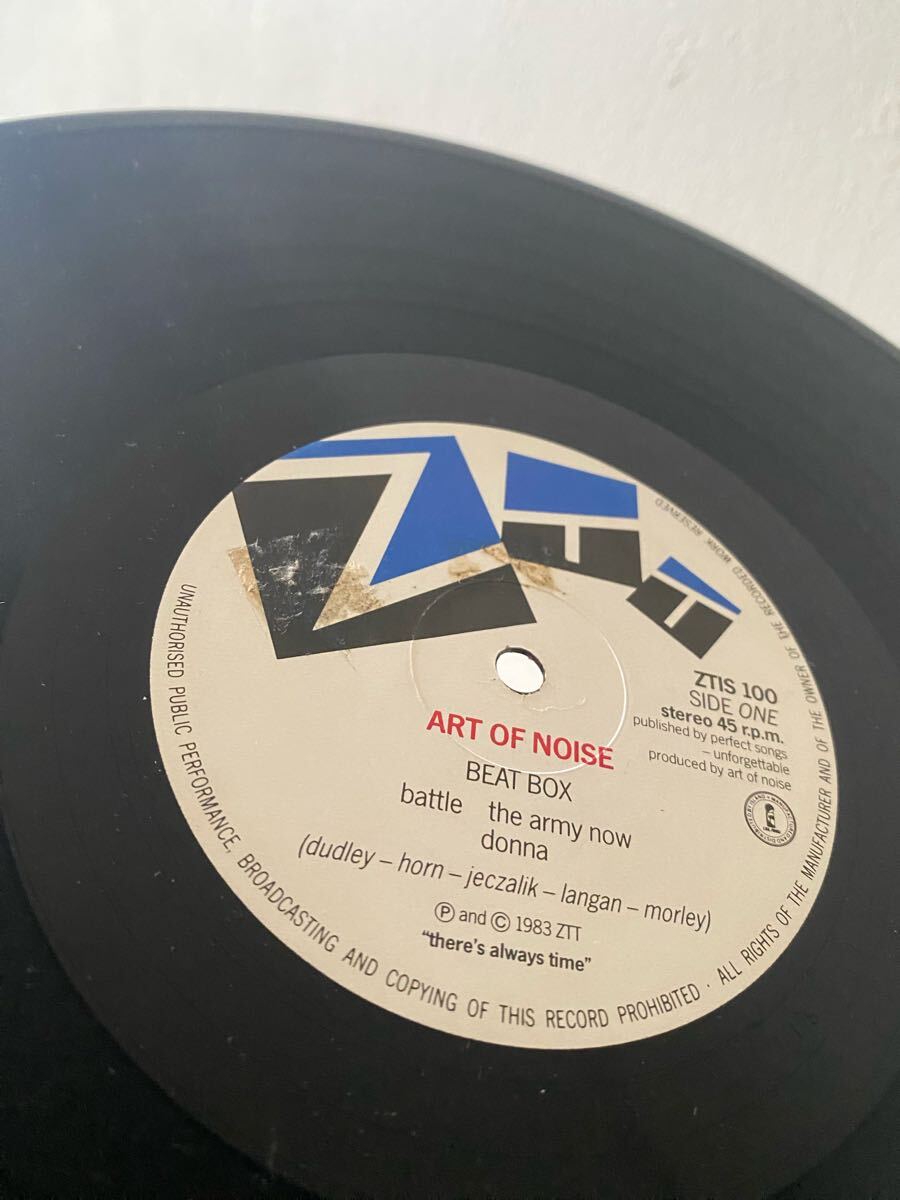 ZTT
ZTIS 100
SIDE ONE
stereo 45 r.p.m.
published by perfect songs
– unforgettable
produced by art of noise
ART OF NOISE
BEAT BOX
battle the army now
donna
(dudley – horn – jeczalik – langan – morley)
Ⓟ and © 1983 ZTT
"there's always time"
UNAUTHORISED PUBLIC PERFORMANCE, BROADCASTING AND COPYING OF THIS RECORD PROHIBITED · ALL RIGHTS OF THE MANUFACTURER AND OF THE OWNER OF THE RECORDED WORK RESERVED